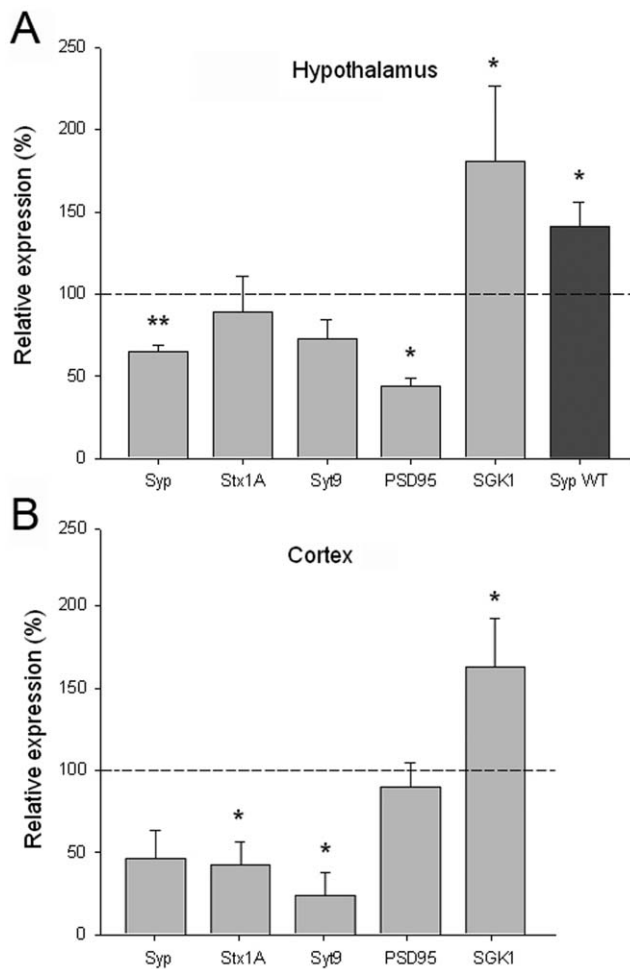 A
Hypothalamus
Relative expression (%)
250
200
150
100
50
0
**
*
*
*
Syp Stx1A Syt9 PSD95 SGK1 Syp WT
B
Cortex
Relative expression (%)
250
200
150
100
50
0
*
*
*
Syp Stx1A Syt9 PSD95 SGK1